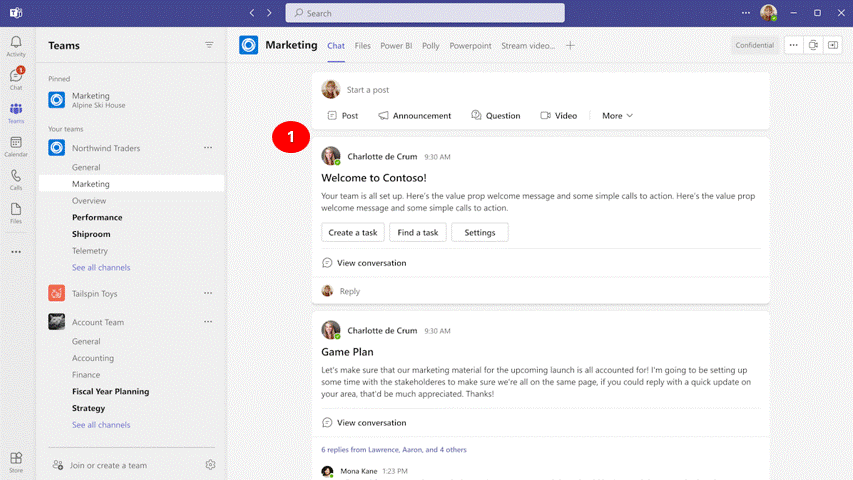 Search
Activity
Chat
1
Teams
Calendar
Calls
Files
Store
Teams
Pinned
Marketing
Alpine Ski House
Your teams
Northwind Traders
General
Marketing
Overview
Performance
Shiproom
Telemetry
See all channels
Tailspin Toys
Account Team
General
Accounting
Finance
Fiscal Year Planning
Strategy
See all channels
Join or create a team
Marketing Chat Files Power BI Polly Powerpoint Stream video...
Confidential
Start a post
Post Announcement Question Video More
1
Charlotte de Crum 9:30 AM
Welcome to Contoso!
Your team is all set up. Here's the value prop welcome message and some simple calls to action. Here's the value prop
welcome message and some simple calls to action.
Create a task Find a task Settings
View conversation
Reply
Charlotte de Crum 9:30 AM
Game Plan
Let's make sure that our marketing material for the upcoming launch is all accounted for! I'm going to be setting up
some time with the stakeholderes to make sure we're all on the same page, if you could reply with a quick update on
your area, that'd be much appreciated. Thanks!
View conversation
6 replies from Lawrence, Aaron, and 4 others
Mona Kane 1:23 PM